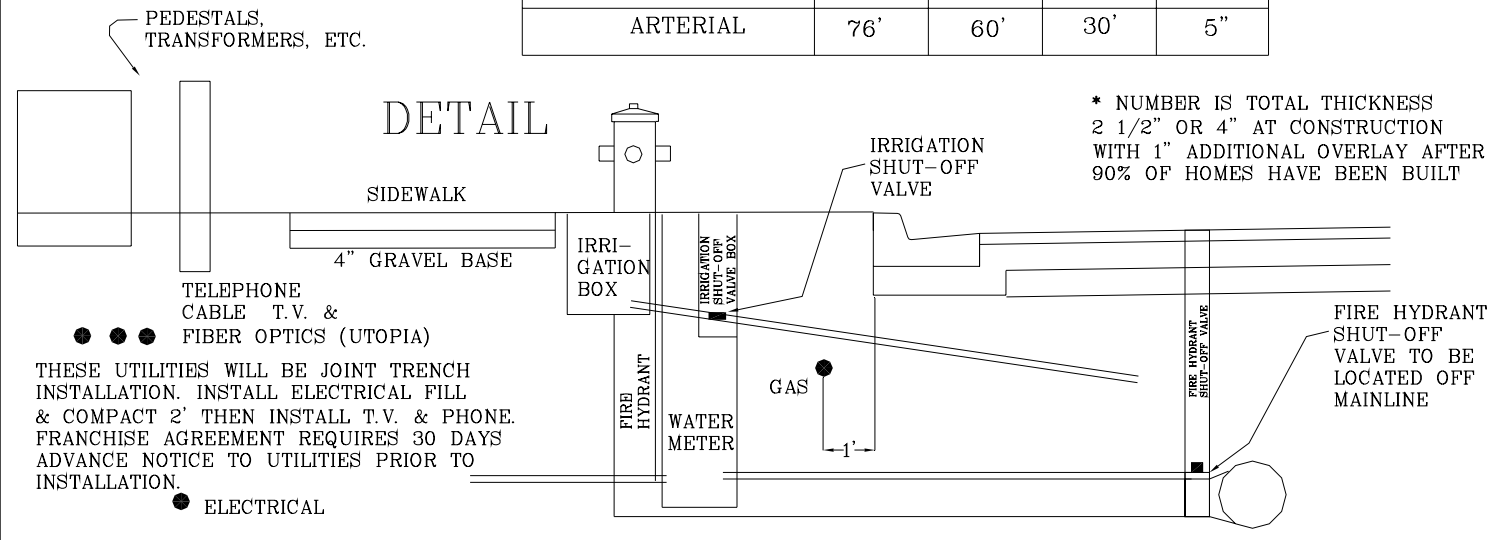 PEDESTALS,
TRANSFORMERS, ETC.
ARTERIAL 76' 60' 30' 5"
DETAIL
* NUMBER IS TOTAL THICKNESS
2 1/2" OR 4" AT CONSTRUCTION
WITH 1" ADDITIONAL OVERLAY AFTER
90% OF HOMES HAVE BEEN BUILT
IRRIGATION
SHUT-OFF
VALVE
SIDEWALK
4" GRAVEL BASE
IRRI-
GATION
BOX
IRRIGATION
SHUT-OFF
VALVE BOX
TELEPHONE
CABLE T.V. &
FIBER OPTICS (UTOPIA)
THESE UTILITIES WILL BE JOINT TRENCH
INSTALLATION. INSTALL ELECTRICAL FILL
& COMPACT 2' THEN INSTALL T.V. & PHONE.
FRANCHISE AGREEMENT REQUIRES 30 DAYS
ADVANCE NOTICE TO UTILITIES PRIOR TO
INSTALLATION.
ELECTRICAL
FIRE
HYDRANT
WATER
METER
GAS
1'
FIRE HYDRANT
SHUT-OFF VALVE
FIRE HYDRANT
SHUT-OFF
VALVE TO BE
LOCATED OFF
MAINLINE